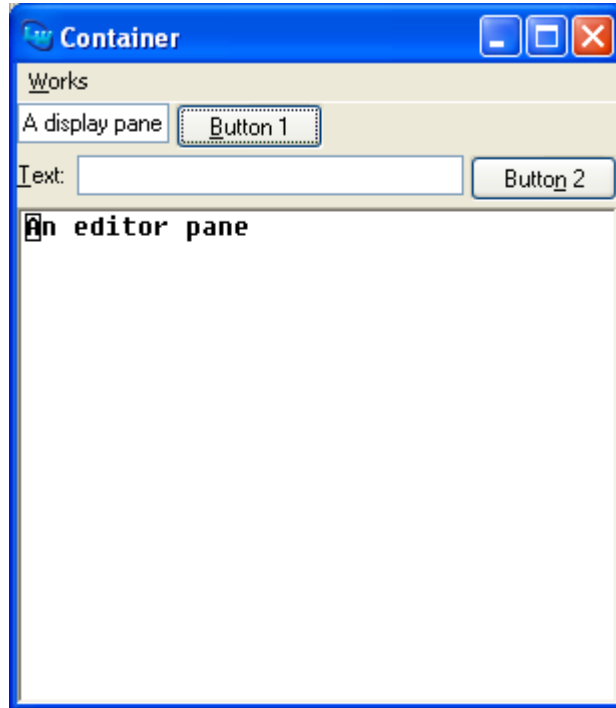 Container
Works
A display pane Button 1
Text: Button 2
An editor pane